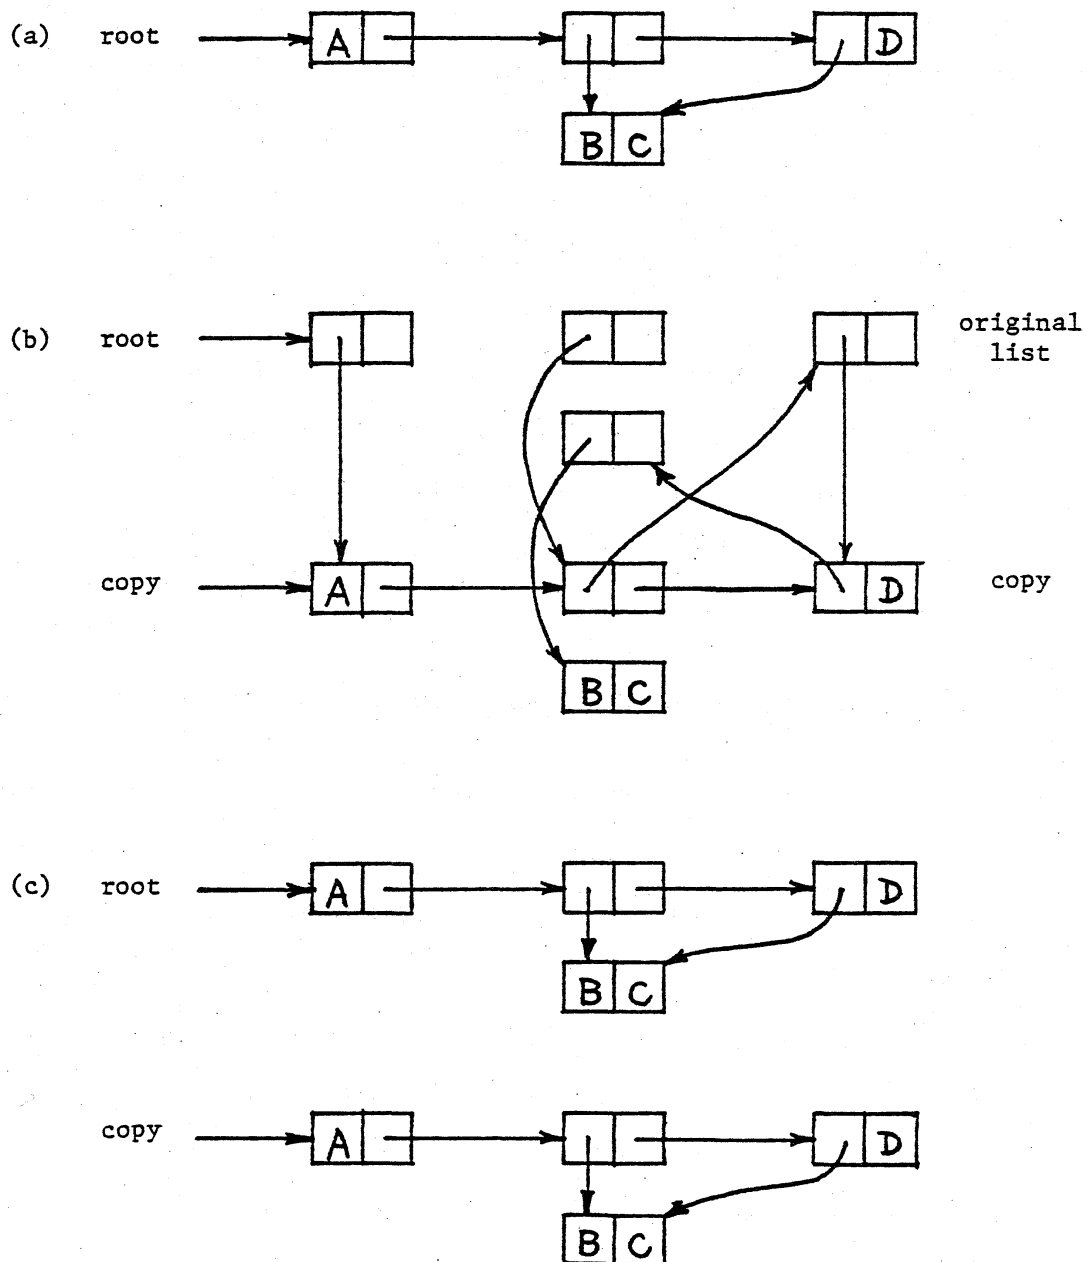 (a) root A D
B C
(b) root original
list
copy A D copy
B C
(c) root A D
B C
copy A D
B C